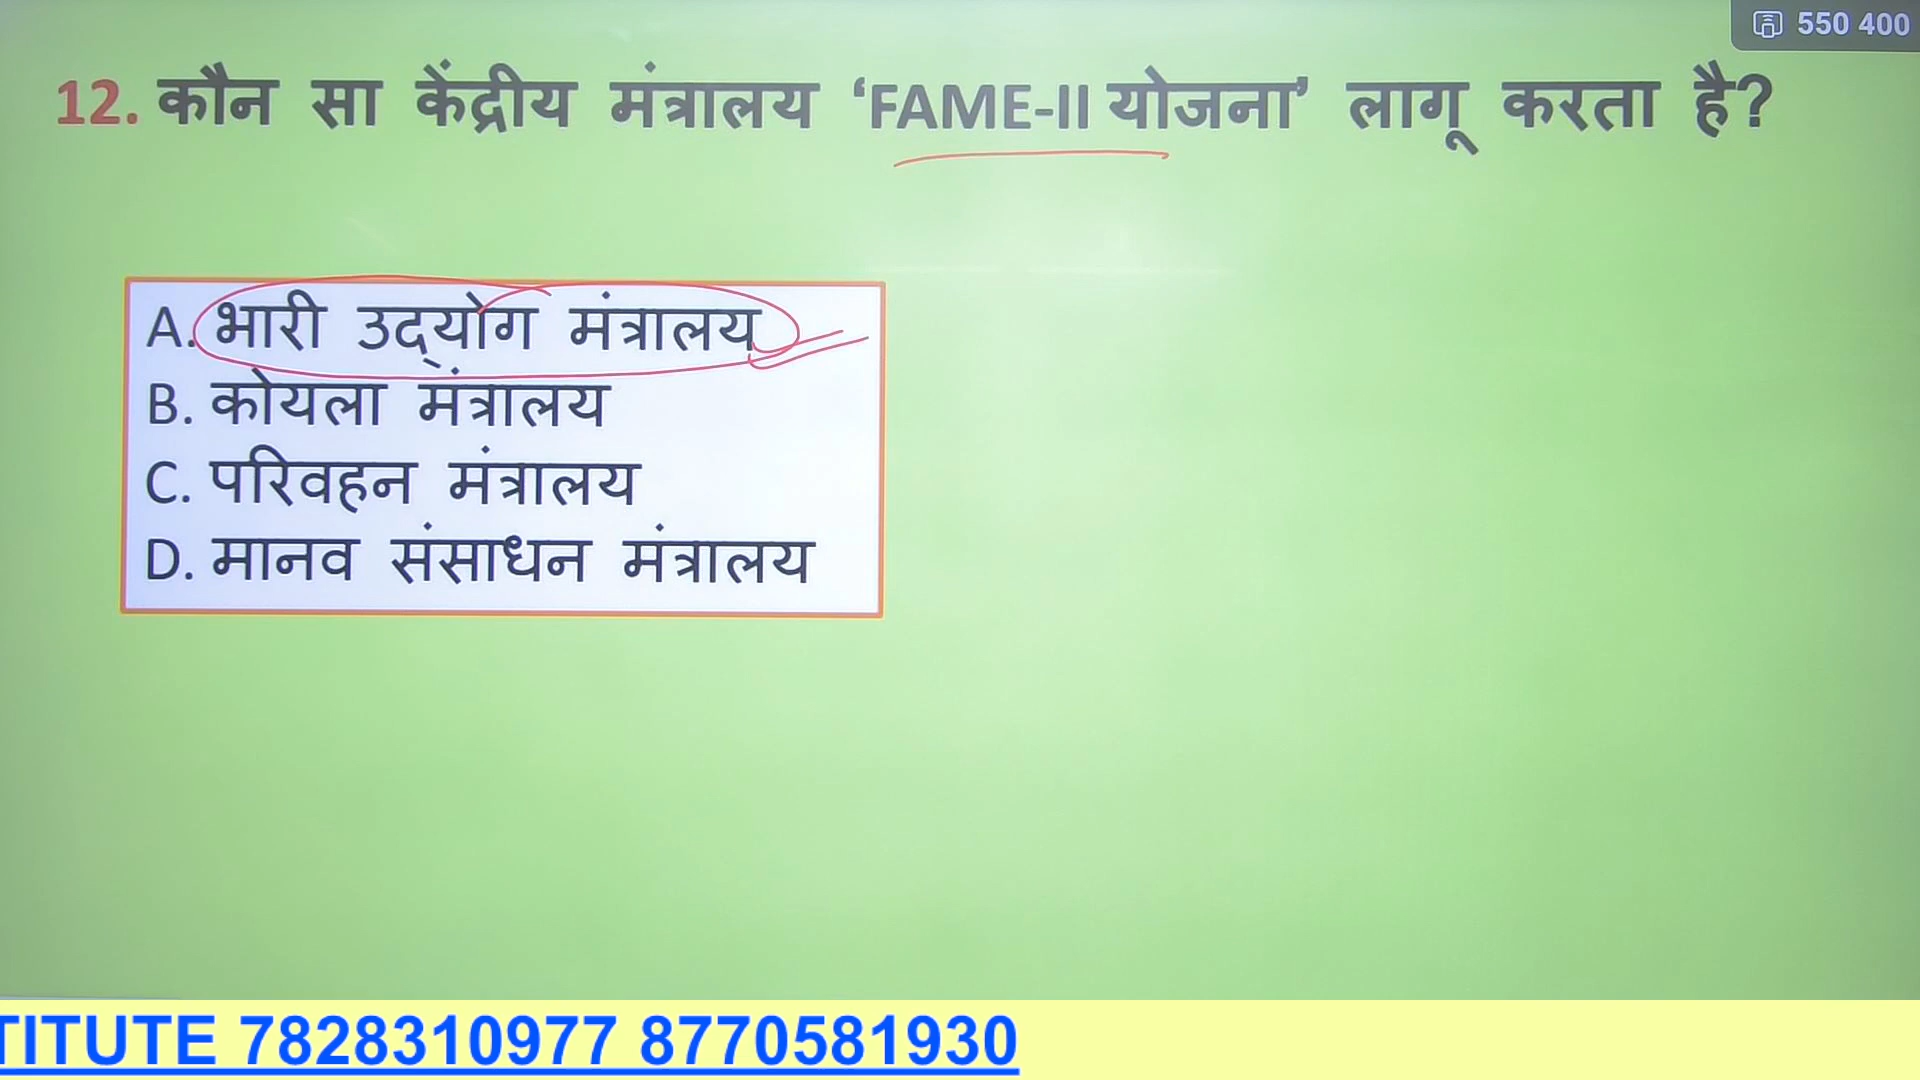 550 400
12. कौन सा केंद्रीय मंत्रालय ‘FAME-II योजना’ लागू करता है?
A. भारी उद्योग मंत्रालय
B. कोयला मंत्रालय
C. परिवहन मंत्रालय
D. मानव संसाधन मंत्रालय
TITUTE 7828310977 8770581930